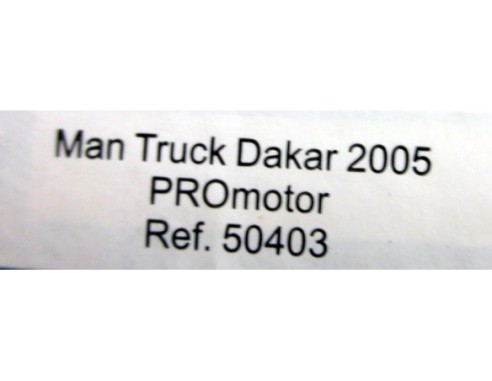 Man Truck Dakar 2005
PROmotor
Ref. 50403